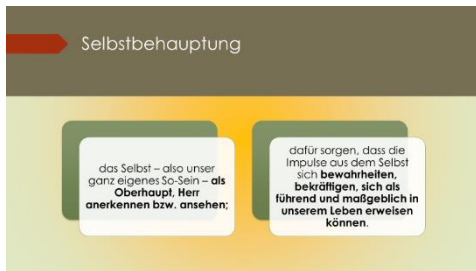 Selbstbehauptung
das Selbst – also unser
ganz eigenes So-Sein – als
Oberhaupt, Herr
anerkennen bzw. ansehen;
dafür sorgen, dass die
Impulse aus dem Selbst
sich bewahrheiten,
bekräftigen, sich als
führend und maßgeblich in
unserem Leben erweisen
können.